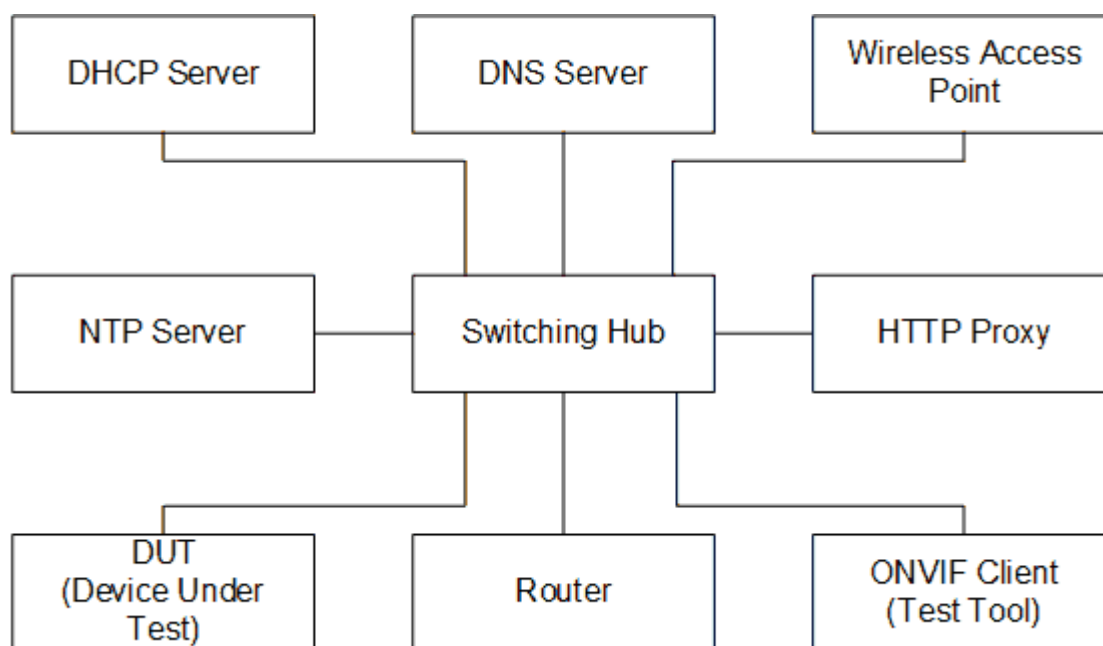 DHCP Server
DNS Server
Wireless Access
Point
NTP Server
Switching Hub
HTTP Proxy
DUT
(Device Under
Test)
Router
ONVIF Client
(Test Tool)